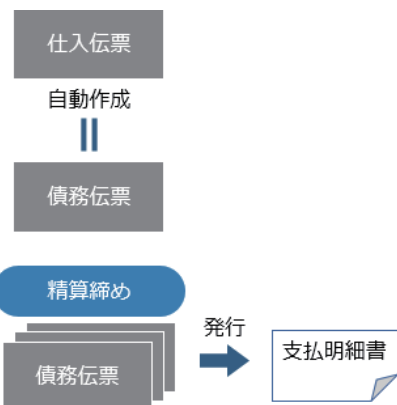 仕入伝票
自動作成
債務伝票
精算締め
発行
債務伝票
支払明細書